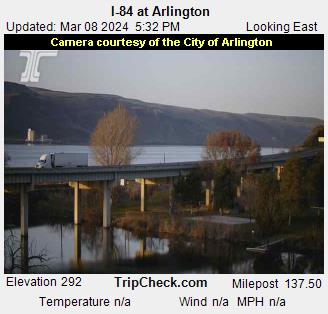 I-84 at Arlington
Updated: Mar 08 2024 5:32 PM Looking East
Camera courtesy of the City of Arlington
Elevation 292 TripCheck.com Milepost 137.50
Temperature n/a Wind n/a MPH n/a